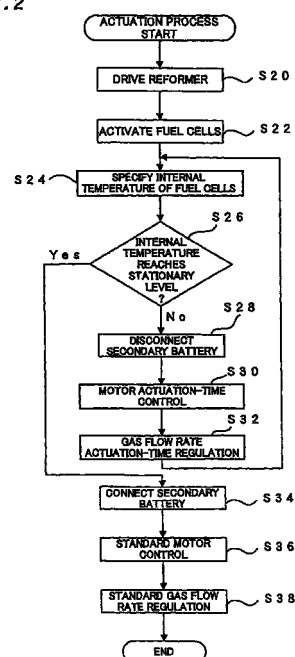 ACTUATION PROCESS
START
DRIVE REFORMER
S20
ACTIVATE FUEL CELLS
S22
S24
SPECIFY INTERNAL
TEMPERATURE OF FUEL CELLS
S26
INTERNAL
TEMPERATURE
REACHES
STATIONARY
LEVEL
?
Yes
No
S28
DISCONNECT
SECONDARY BATTERY
S30
MOTOR ACTUATION-TIME
CONTROL
S32
GAS FLOW RATE
ACTUATION-TIME REGULATION
CONNECT SECONDARY
BATTERY
S34
STANDARD MOTOR
CONTROL
S36
STANDARD GAS FLOW
RATE REGULATION
S38
END